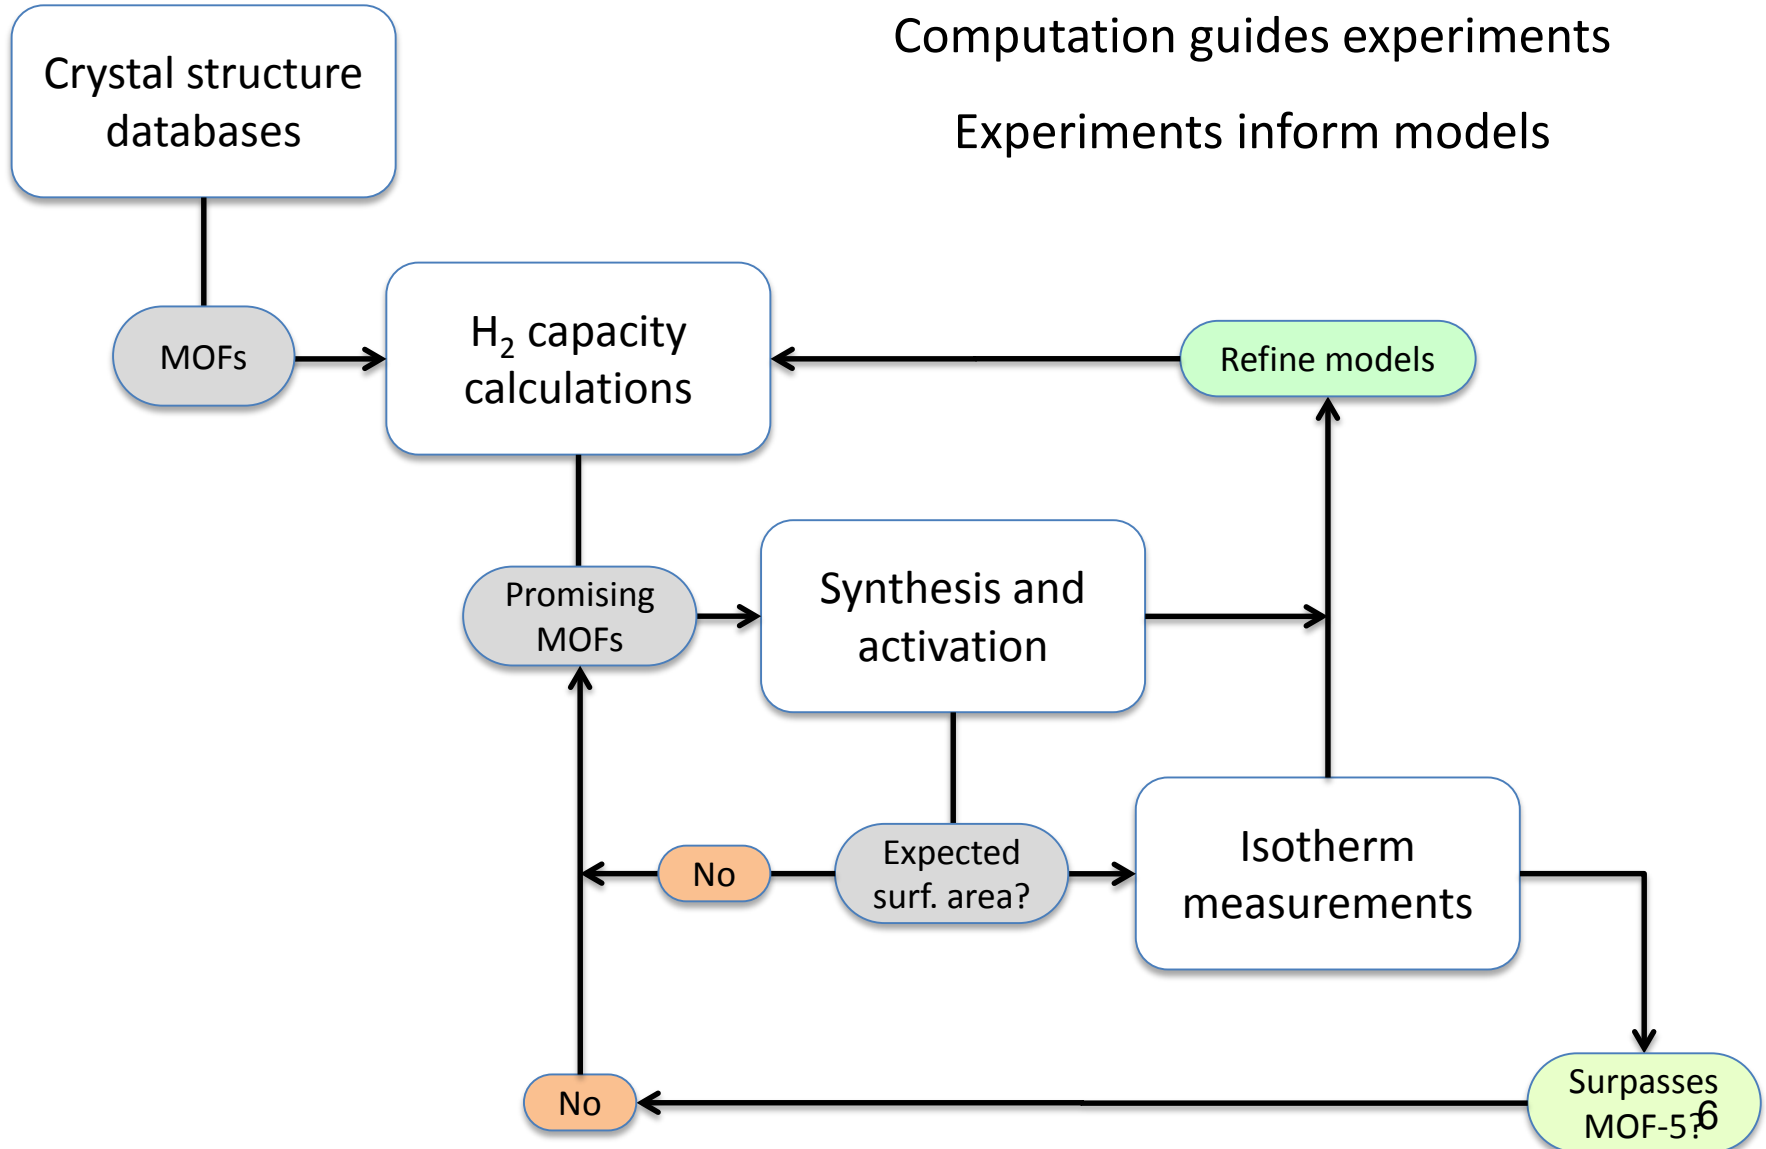 Computation guides experiments
Experiments inform models
Crystal structure
databases
MOFs
H₂ capacity
calculations
Refine models
Promising
MOFs
Synthesis and
activation
No
Expected
surf. area?
Isotherm
measurements
No
Surpasses
MOF-5?
6